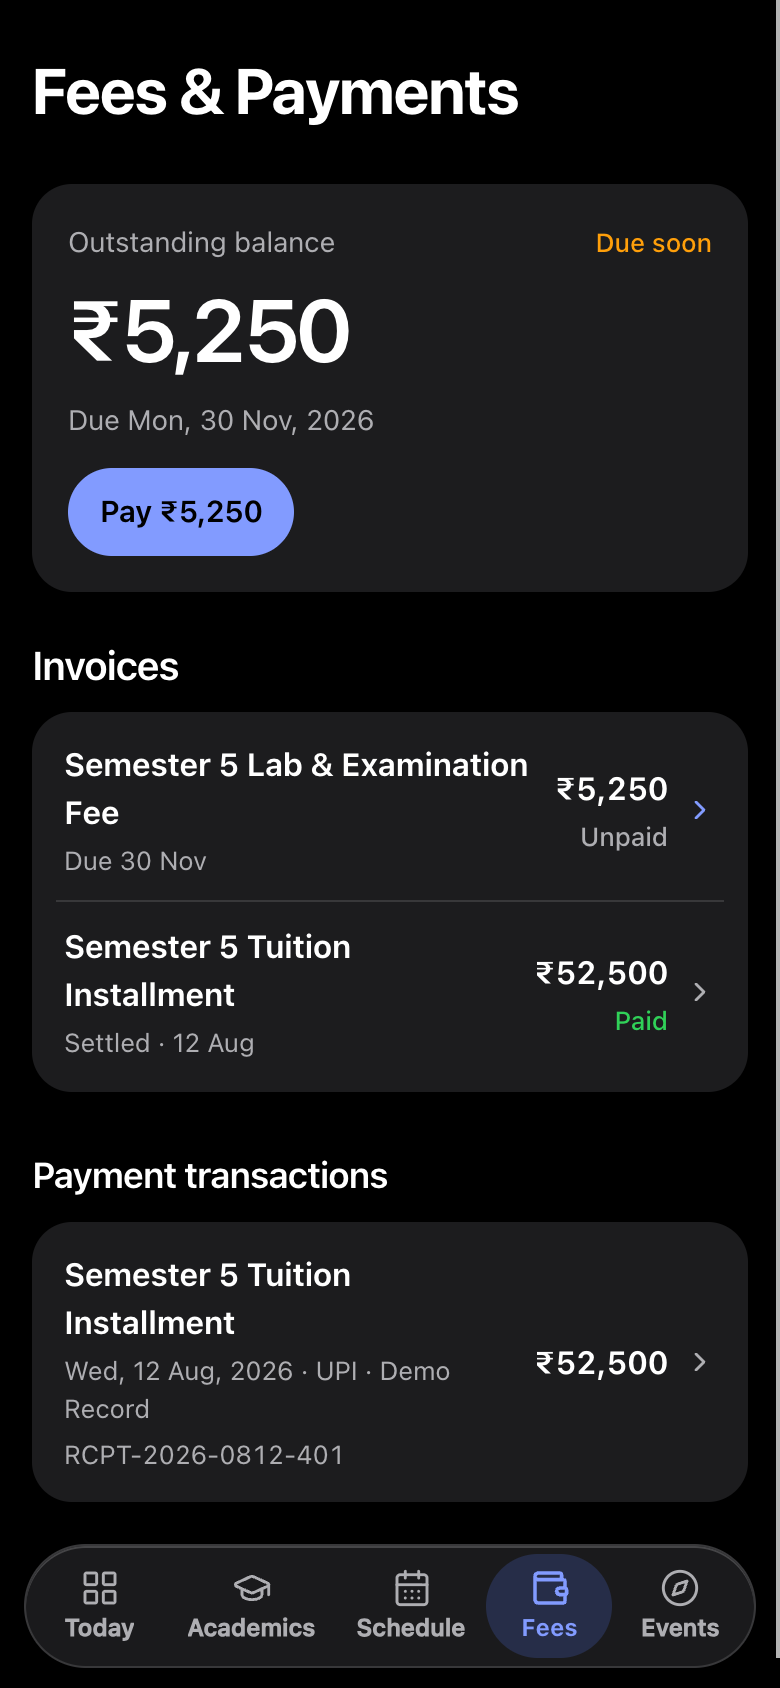 Fees & Payments
Outstanding balance
Due soon
₹5,250
Due Mon, 30 Nov, 2026
Pay ₹5,250
Invoices
Semester 5 Lab & Examination
Fee
Due 30 Nov
₹5,250
Unpaid
Semester 5 Tuition
Installment
Settled · 12 Aug
₹52,500
Paid
Payment transactions
Semester 5 Tuition
Installment
Wed, 12 Aug, 2026 · UPI · Demo
Record
RCPT-2026-0812-401
₹52,500
Today
Academics
Schedule
Fees
Events